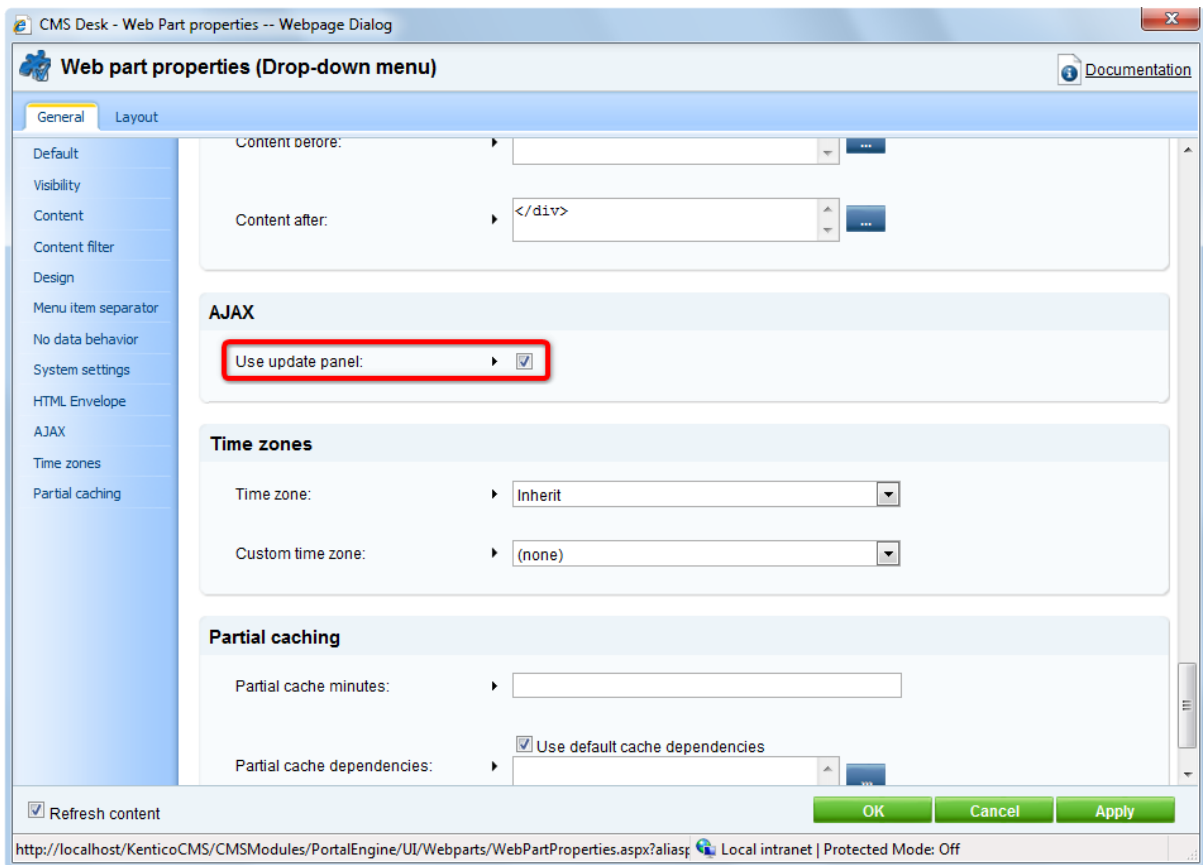 CMS Desk - Web Part properties -- Webpage Dialog
x
Web part properties (Drop-down menu)
Documentation
General Layout
Default
Visibility
Content
Content filter
Design
Menu item separator
No data behavior
System settings
HTML Envelope
AJAX
Time zones
Partial caching
Content before:
...
Content after:
</div>
...
AJAX
Use update panel:
Time zones
Time zone:
Inherit
Custom time zone:
(none)
Partial caching
Partial cache minutes:
Use default cache dependencies
Partial cache dependencies:
...
Refresh content
OK Cancel Apply
http://localhost/KenticoCMS/CMSModules/PortalEngine/UI/Webparts/WebPartProperties.aspx?aliasp Local intranet | Protected Mode: Off